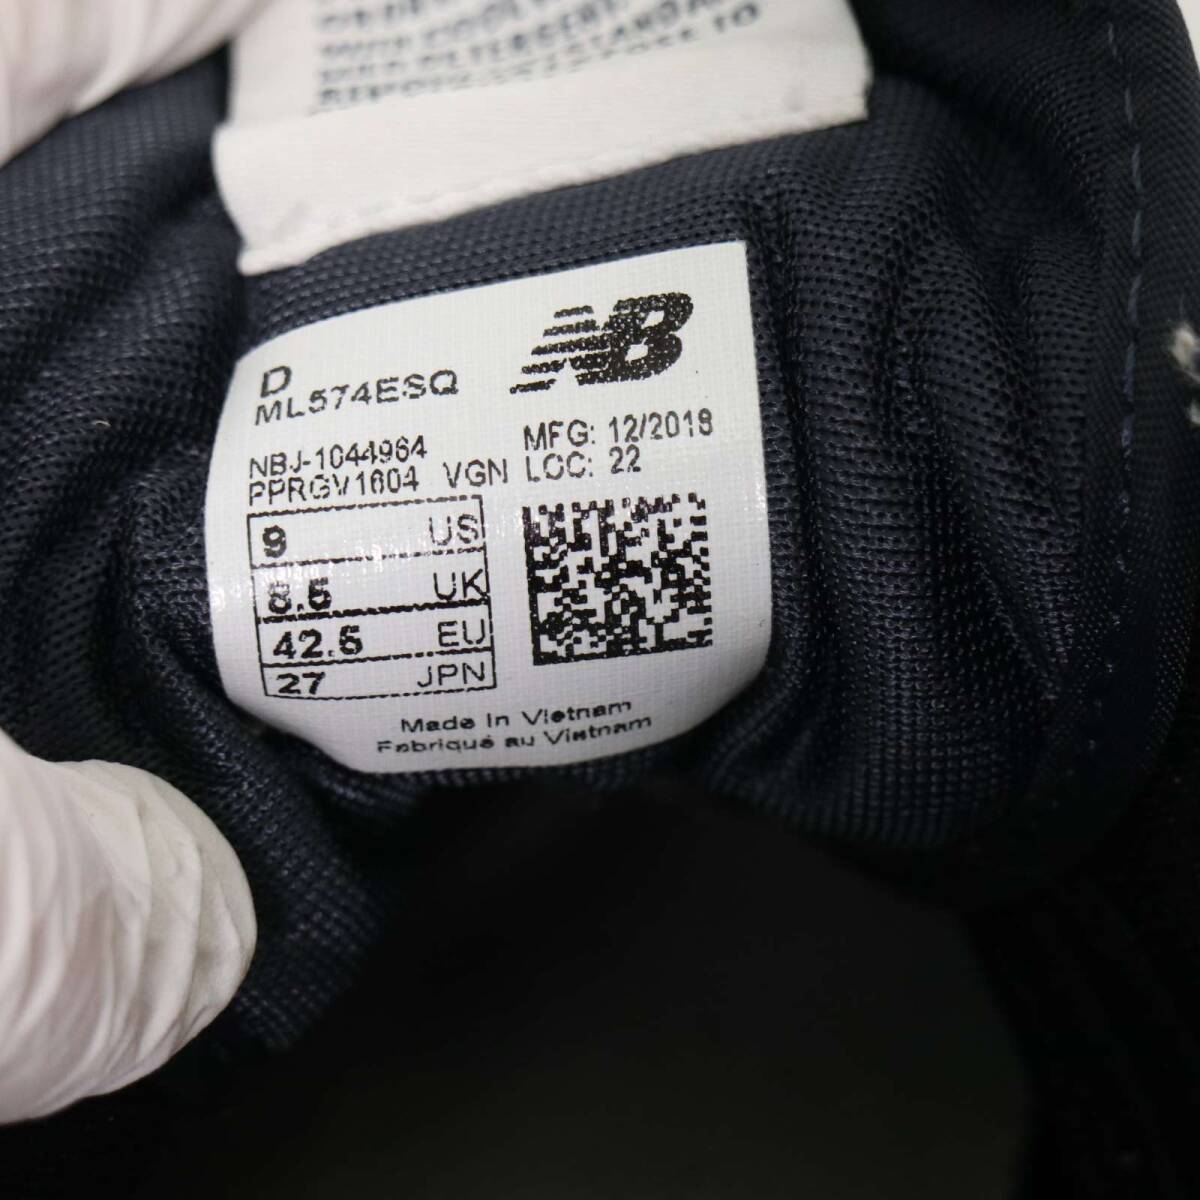 D
ML574ESQ
NB
NBJ-1044964
PPRGV1604 VGN
MFG: 12/2018
LOC: 22
9 US
8.5 UK
42.5 EU
27 JPN
Made in Vietnam
Fabriqué au Vietnam